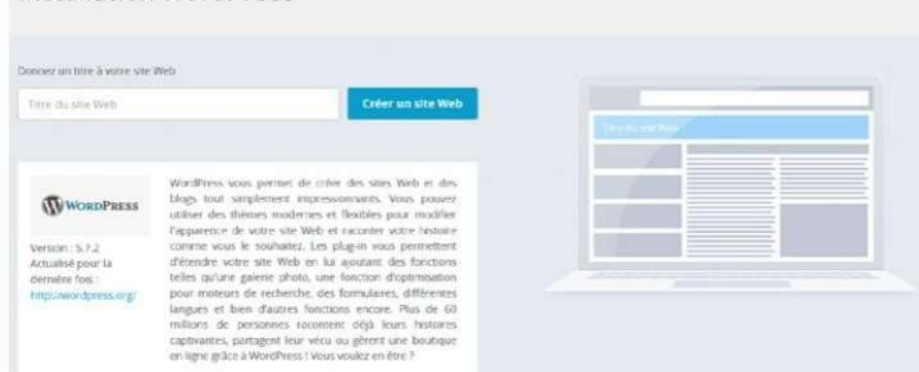 Donnez un titre à votre site Web
Titre du site Web
Créer un site Web
Titre du site Web
WORDPRESS
Version : 5.7.2
Actualisé pour la
dernière fois :
http://wordpress.org/
WordPress vous permet de créer des sites Web et des
blogs tout simplement impressionnants. Vous pouvez
utiliser des thèmes modernes et flexibles pour modifier
l'apparence de votre site Web et raconter votre histoire
comme vous le souhaitez. Les plug-in vous permettent
d'étendre votre site Web en lui ajoutant des fonctions
telles qu'une galerie photo, une fonction d'optimisation
pour moteurs de recherche, des formulaires, différentes
langues et bien d'autres fonctions encore. Plus de 60
millions de personnes racontent déjà leurs histoires
captivantes, partagent leur vécu ou gèrent une boutique
en ligne grâce à WordPress ! Vous voulez en être ?